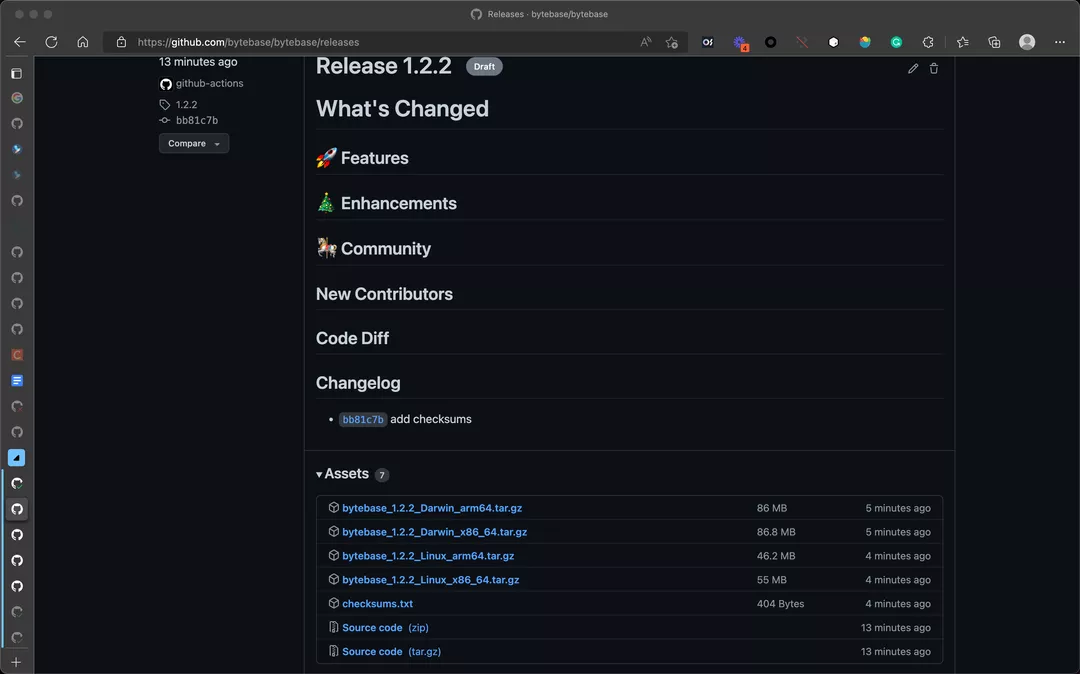 Releases · bytebase/bytebase
https://github.com/bytebase/bytebase/releases
4
13 minutes ago
github-actions
1.2.2
bb81c7b
Compare
Release 1.2.2 Draft
What's Changed
🚀 Features
🎄 Enhancements
🎠 Community
New Contributors
Code Diff
Changelog
• bb81c7b add checksums
Assets 7
bytebase_1.2.2_Darwin_arm64.tar.gz 86 MB 5 minutes ago
bytebase_1.2.2_Darwin_x86_64.tar.gz 86.8 MB 5 minutes ago
bytebase_1.2.2_Linux_arm64.tar.gz 46.2 MB 4 minutes ago
bytebase_1.2.2_Linux_x86_64.tar.gz 55 MB 4 minutes ago
checksums.txt 404 Bytes 4 minutes ago
Source code (zip) 13 minutes ago
Source code (tar.gz) 13 minutes ago